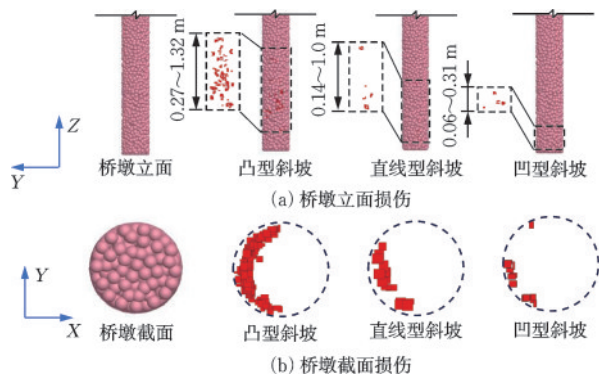 0.27～1.32 m
0.14～1.0 m
0.06～0.31 m
Z
Y
桥墩立面
凸型斜坡
直线型斜坡
凹型斜坡
(a) 桥墩立面损伤
Y
X
桥墩截面
凸型斜坡
直线型斜坡
凹型斜坡
(b) 桥墩截面损伤